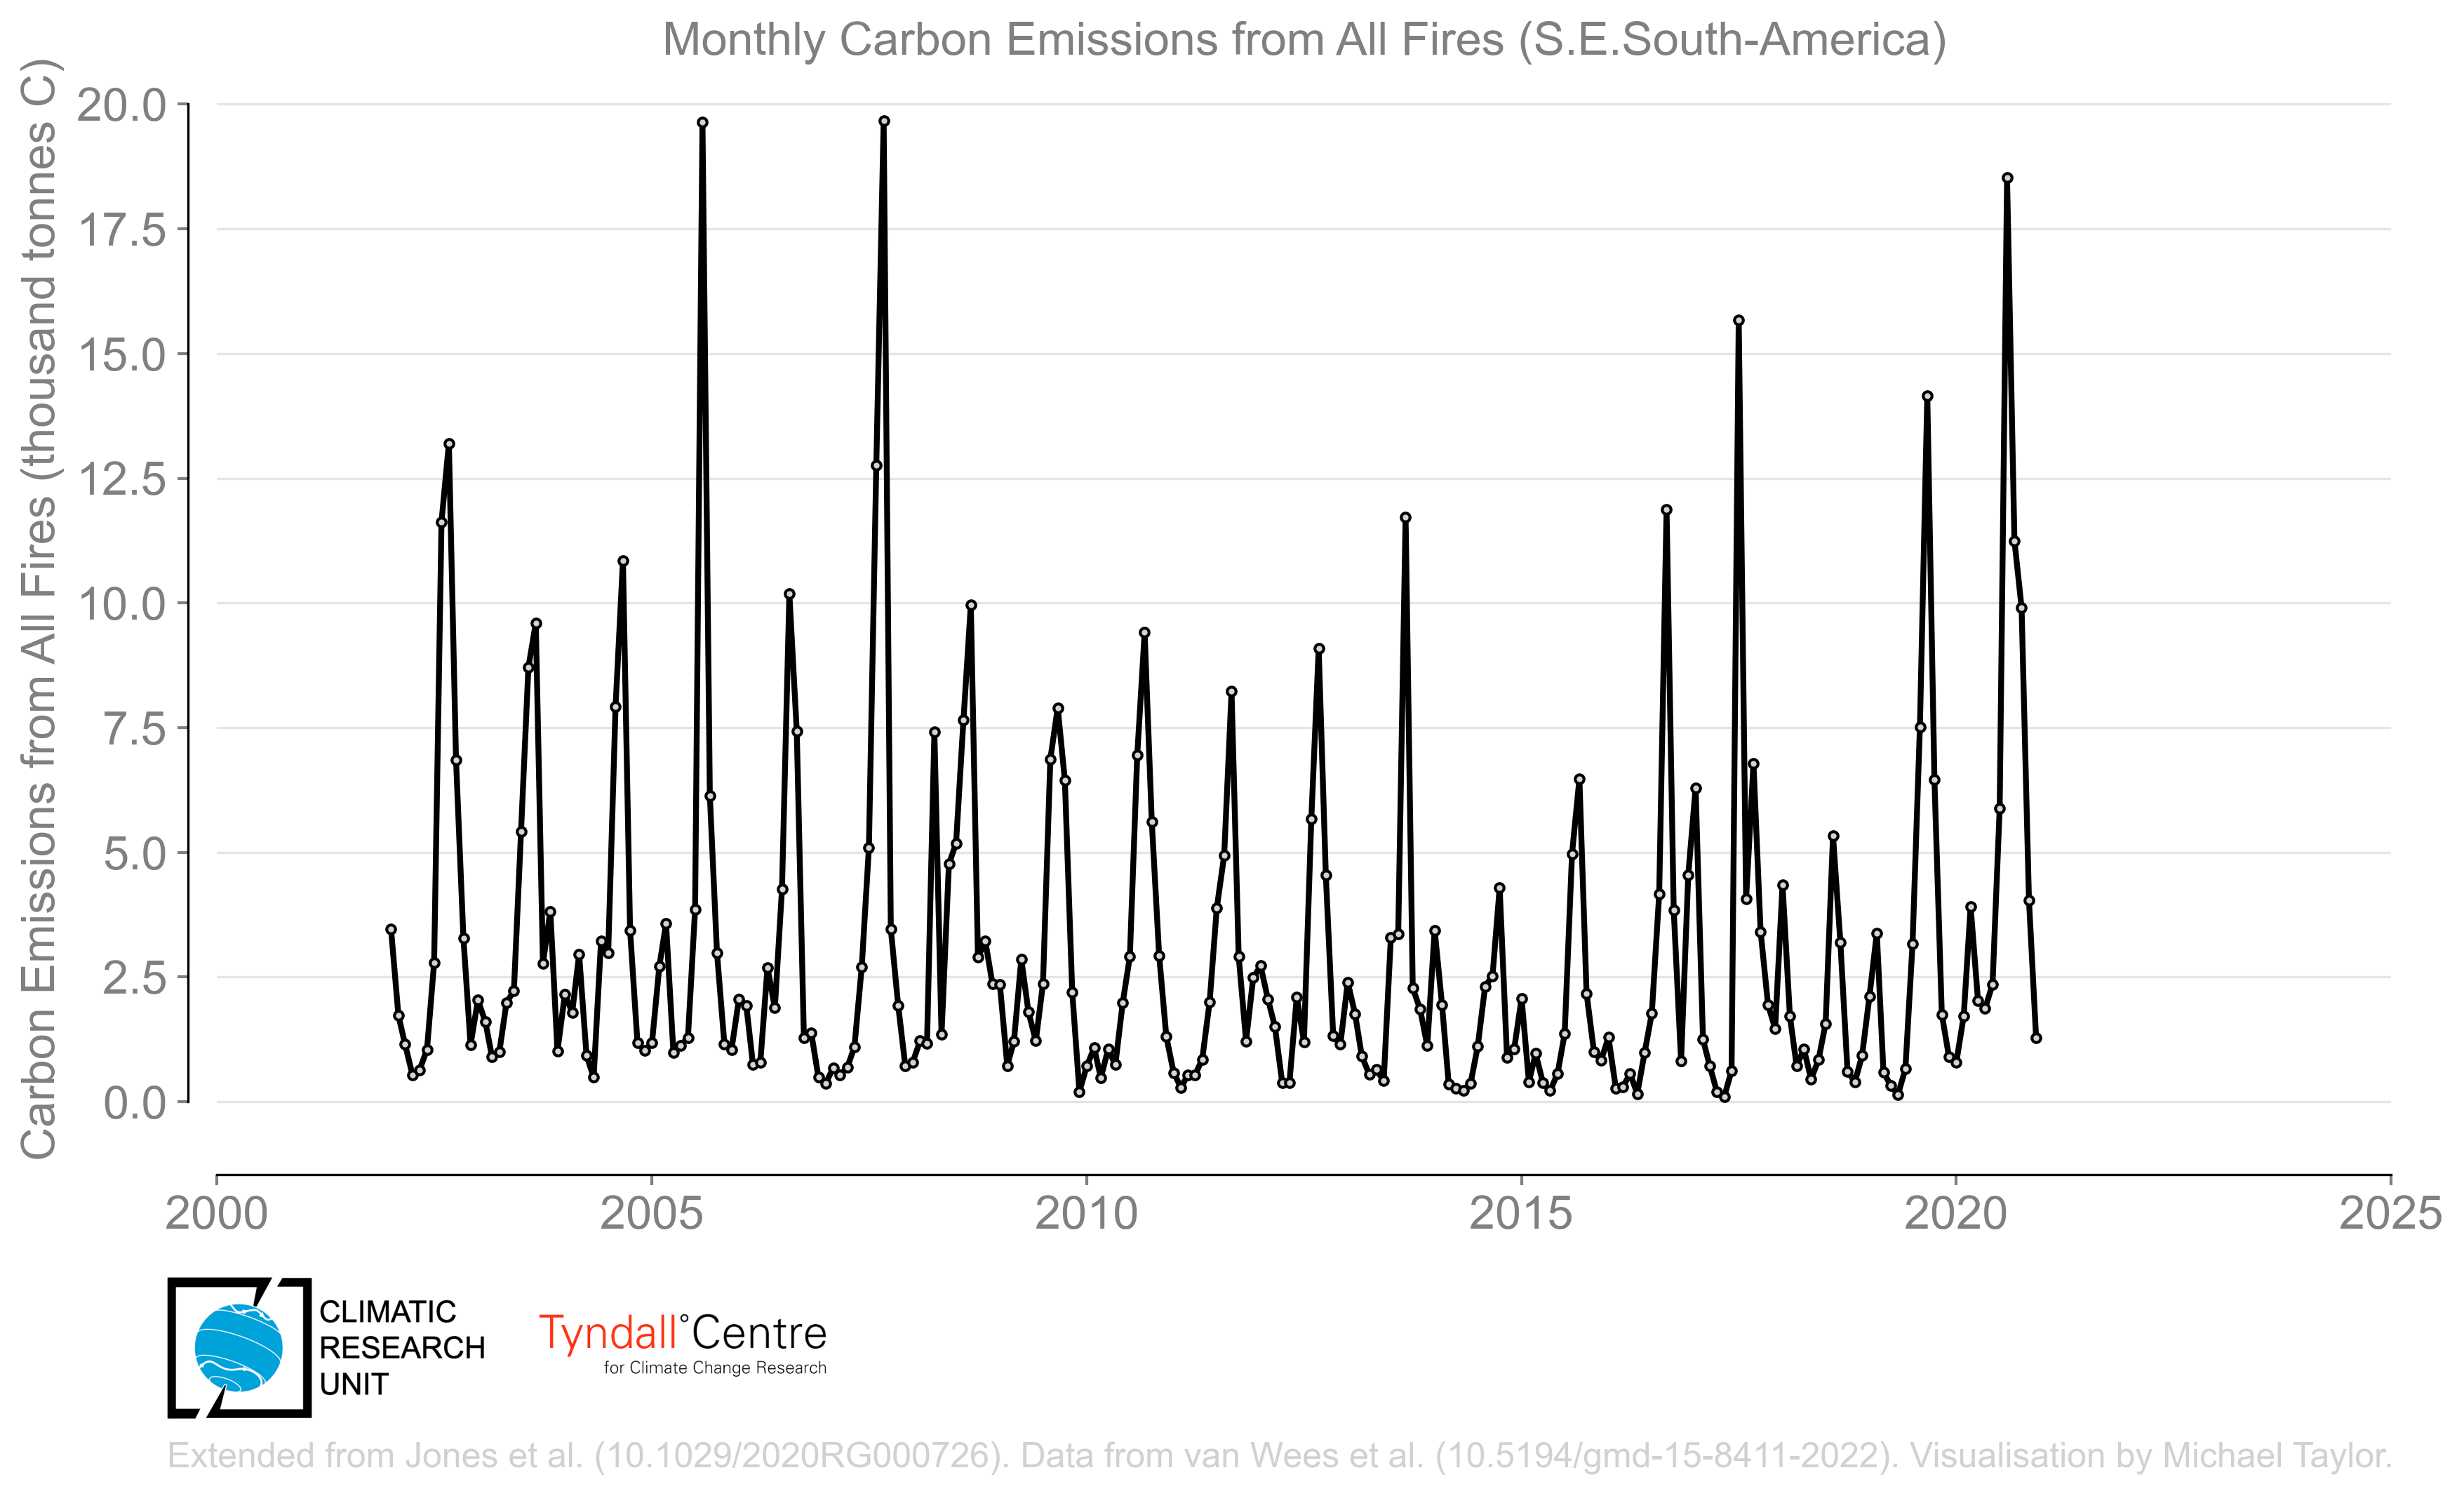 Monthly Carbon Emissions from All Fires (S.E.South-America)
Carbon Emissions from All Fires (thousand tonnes C)
20.0
17.5
15.0
12.5
10.0
7.5
5.0
2.5
0.0
2000 2005 2010 2015 2020 2025
CLIMATIC
RESEARCH
UNIT
Tyndall°Centre
for Climate Change Research
Extended from Jones et al. (10.1029/2020RG000726). Data from van Wees et al. (10.5194/gmd-15-8411-2022). Visualisation by Michael Taylor.